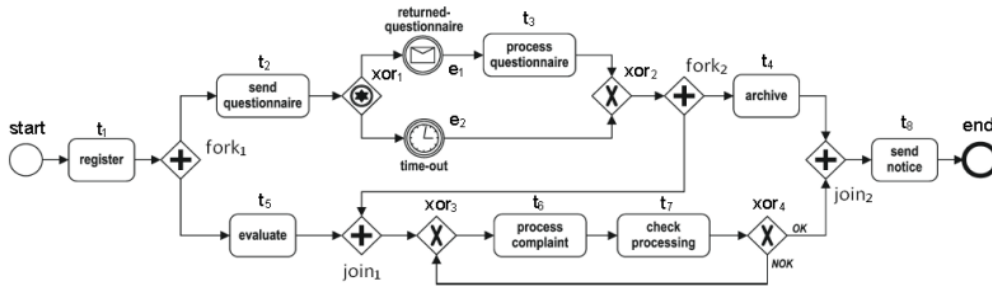 returned-
questionnaire
t3
process
questionnaire
e1
t2
send
questionnaire
xor1
xor2
fork2
t4
archive
start
t1
register
fork1
e2
time-out
t8
send
notice
end
join2
t5
evaluate
join1
xor3
t6
process
complaint
t7
check
processing
xor4
OK
NOK